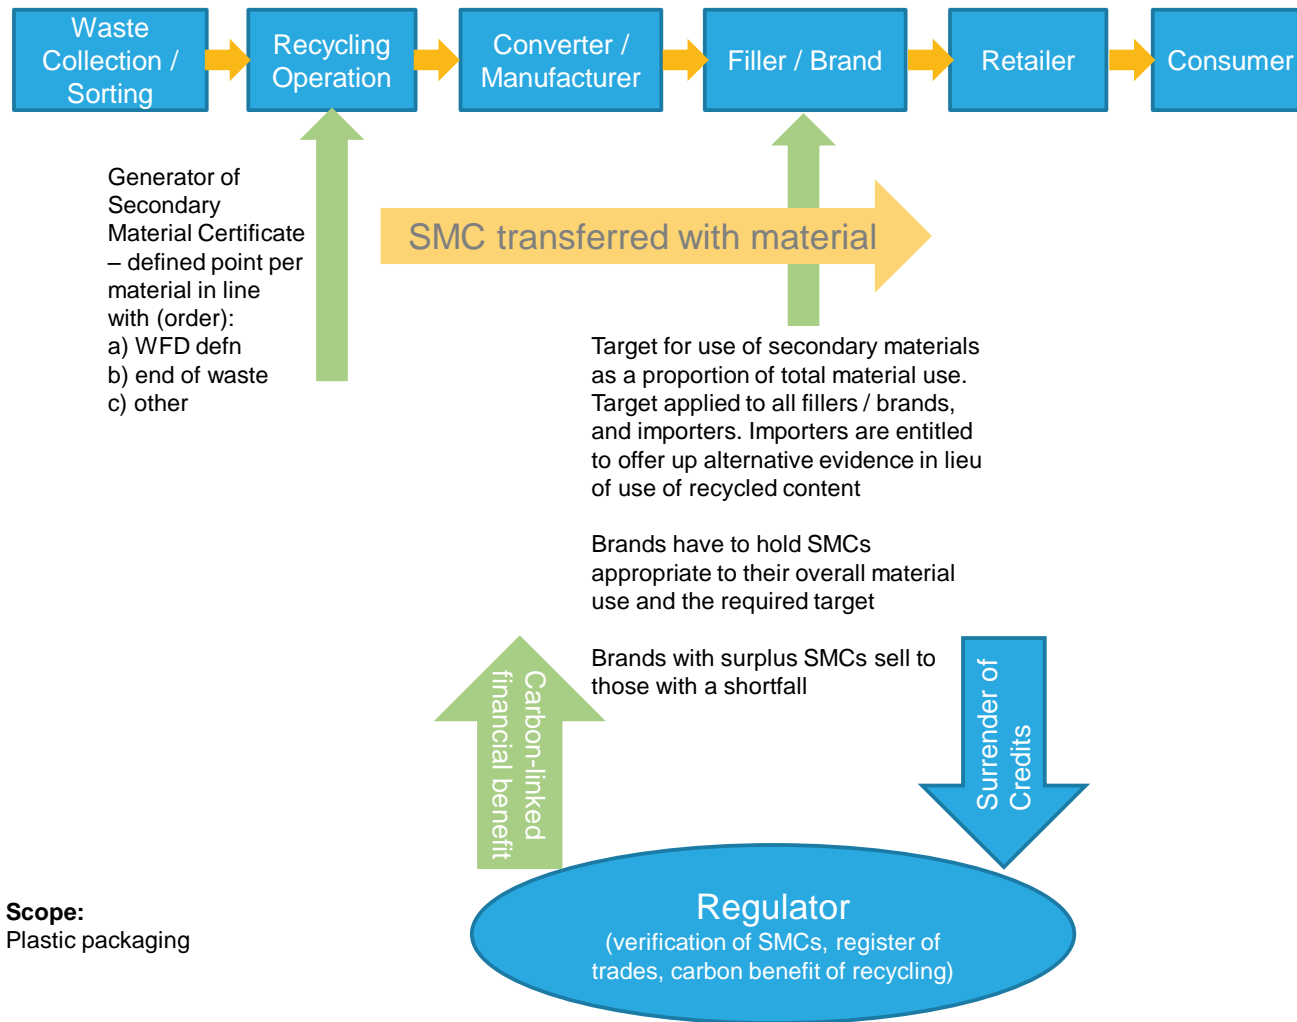 Waste
Collection /
Sorting
Recycling
Operation
Converter /
Manufacturer
Filler / Brand
Retailer
Consumer
Generator of
Secondary
Material Certificate
– defined point per
material in line
with (order):
a) WFD defn
b) end of waste
c) other
SMC transferred with material
Target for use of secondary materials
as a proportion of total material use.
Target applied to all fillers / brands,
and importers. Importers are entitled
to offer up alternative evidence in lieu
of use of recycled content
Brands have to hold SMCs
appropriate to their overall material
use and the required target
Brands with surplus SMCs sell to
those with a shortfall
Carbon-linked
financial benefit
Surrender of
Credits
Regulator
(verification of SMCs, register of
trades, carbon benefit of recycling)
Scope:
Plastic packaging